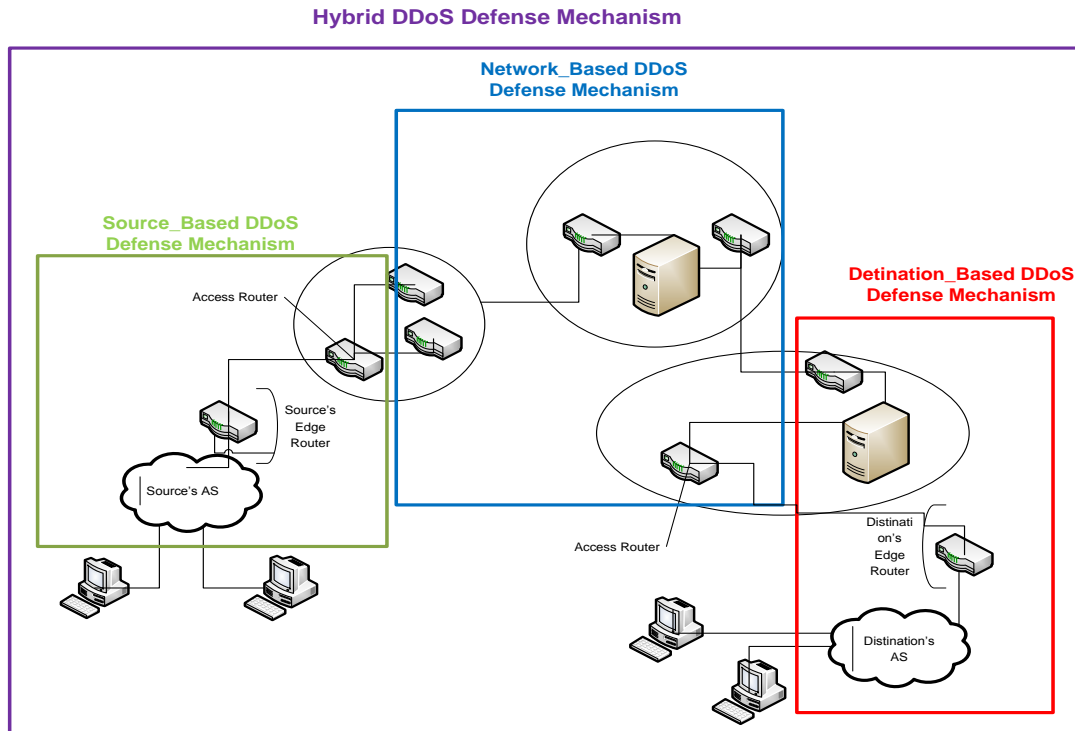 Hybrid DDoS Defense Mechanism
Network_Based DDoS
Defense Mechanism
Source_Based DDoS
Defense Mechanism
Detination_Based DDoS
Defense Mechanism
Access Router
Source's
Edge
Router
Source's AS
Access Router
Distinati
on's
Edge
Router
Distination's
AS